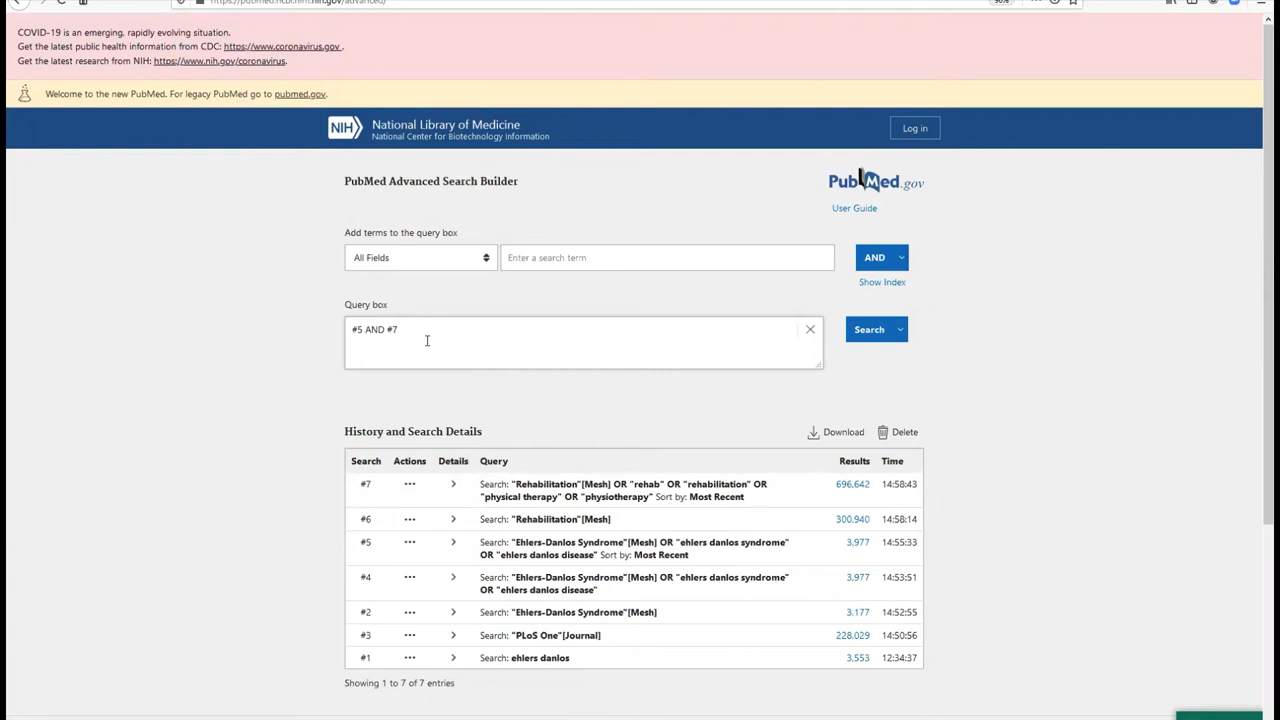 https://pubmed.ncbi.nlm.nih.gov/advanced/
90%
COVID-19 is an emerging, rapidly evolving situation.
Get the latest public health information from CDC: https://www.coronavirus.gov .
Get the latest research from NIH: https://www.nih.gov/coronavirus.
Welcome to the new PubMed. For legacy PubMed go to pubmed.gov.
NIH National Library of Medicine
National Center for Biotechnology Information
Log in
PubMed Advanced Search Builder
PubMed.gov
User Guide
Add terms to the query box
All Fields Enter a search term AND
Show Index
Query box
#5 AND #7
Search
History and Search Details Download Delete
Search Actions Details Query Results Time
#7 ••• Search: "Rehabilitation"[Mesh] OR "rehab" OR "rehabilitation" OR 696,642 14:58:43
"physical therapy" OR "physiotherapy" Sort by: Most Recent
#6 ••• Search: "Rehabilitation"[Mesh] 300,940 14:58:14
#5 ••• Search: "Ehlers-Danlos Syndrome"[Mesh] OR "ehlers danlos syndrome" 3,977 14:55:33
OR "ehlers danlos disease" Sort by: Most Recent
#4 ••• Search: "Ehlers-Danlos Syndrome"[Mesh] OR "ehlers danlos syndrome" 3,977 14:53:51
OR "ehlers danlos disease"
#2 ••• Search: "Ehlers-Danlos Syndrome"[Mesh] 3,177 14:52:55
#3 ••• Search: "PLoS One"[Journal] 228,029 14:50:56
#1 ••• Search: ehlers danlos 3,553 12:34:37
Showing 1 to 7 of 7 entries